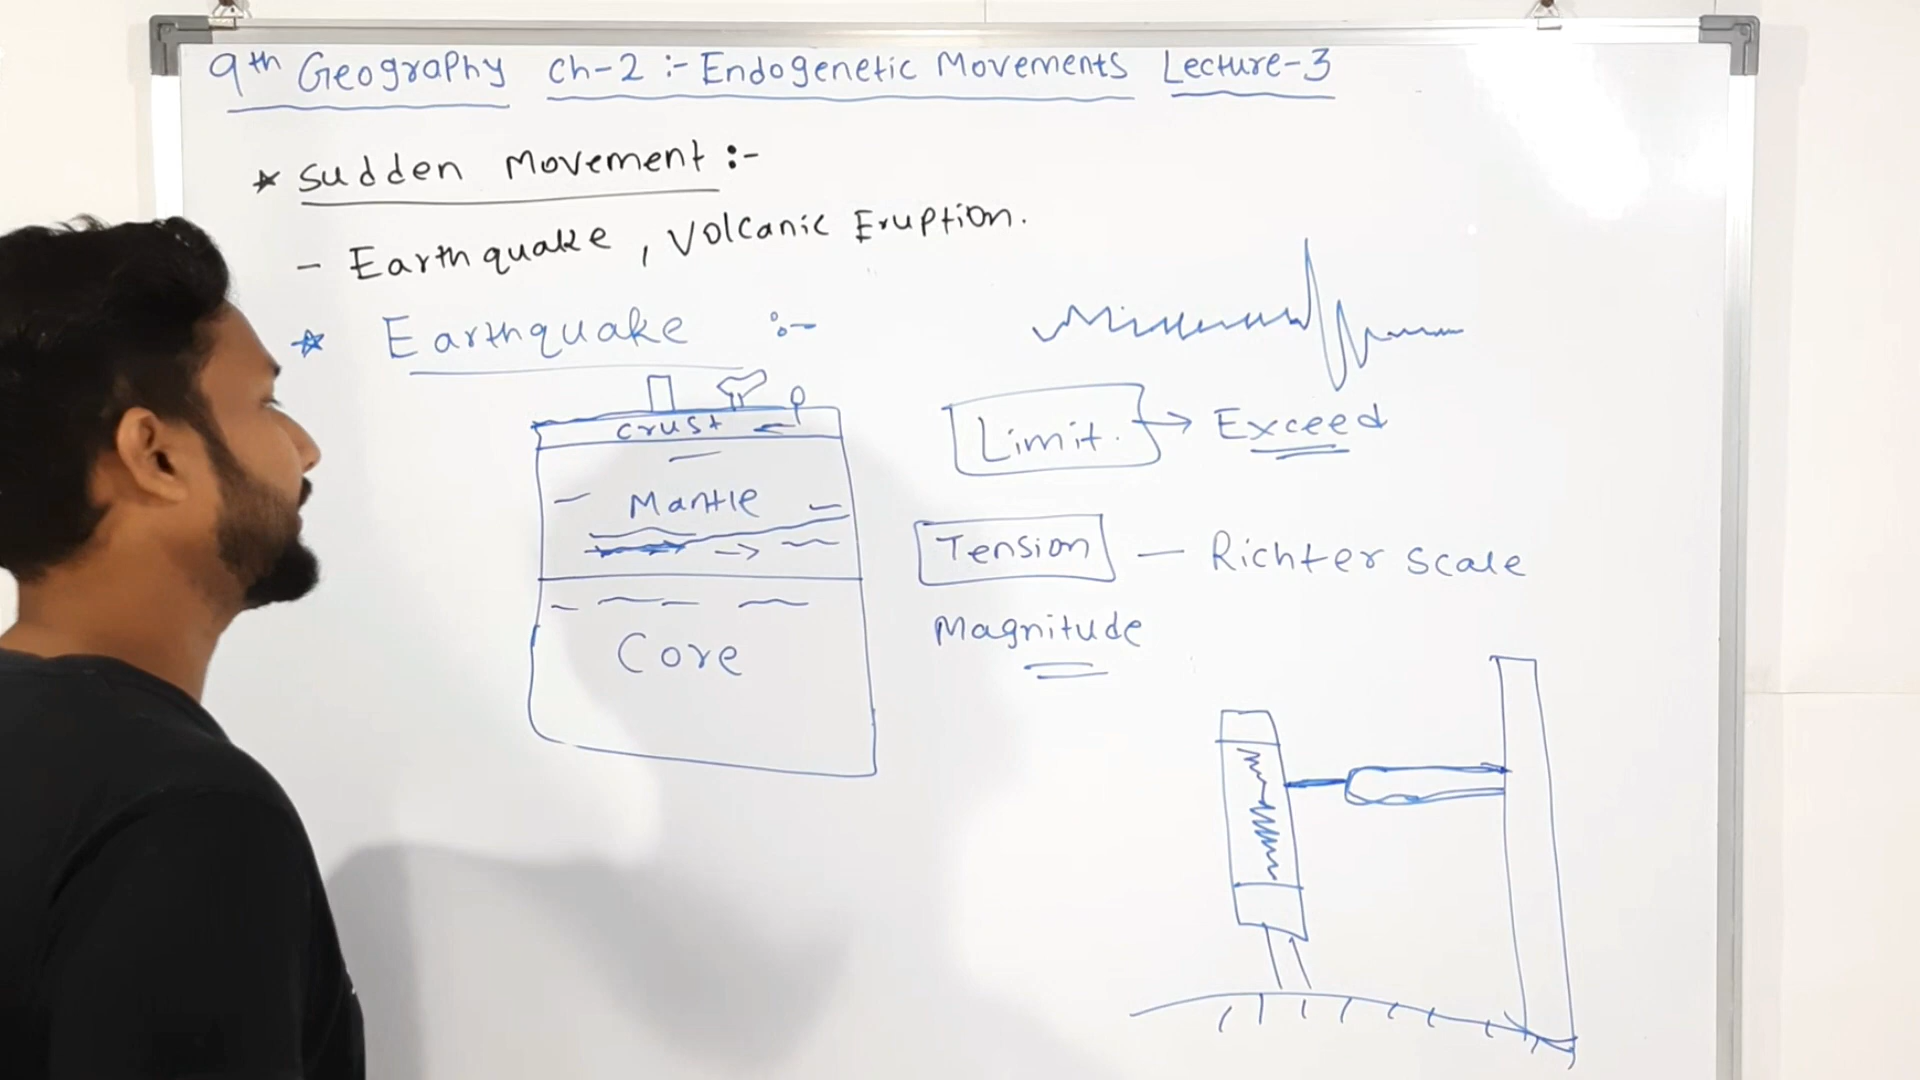 9th Geography Ch-2 :- Endogenetic Movements Lecture-3
* Sudden Movement :-
- Earthquake, Volcanic Eruption.
* Earthquake :-
Crust
Mantle
Core
Limit. → Exceed
Tension — Richter Scale
Magnitude